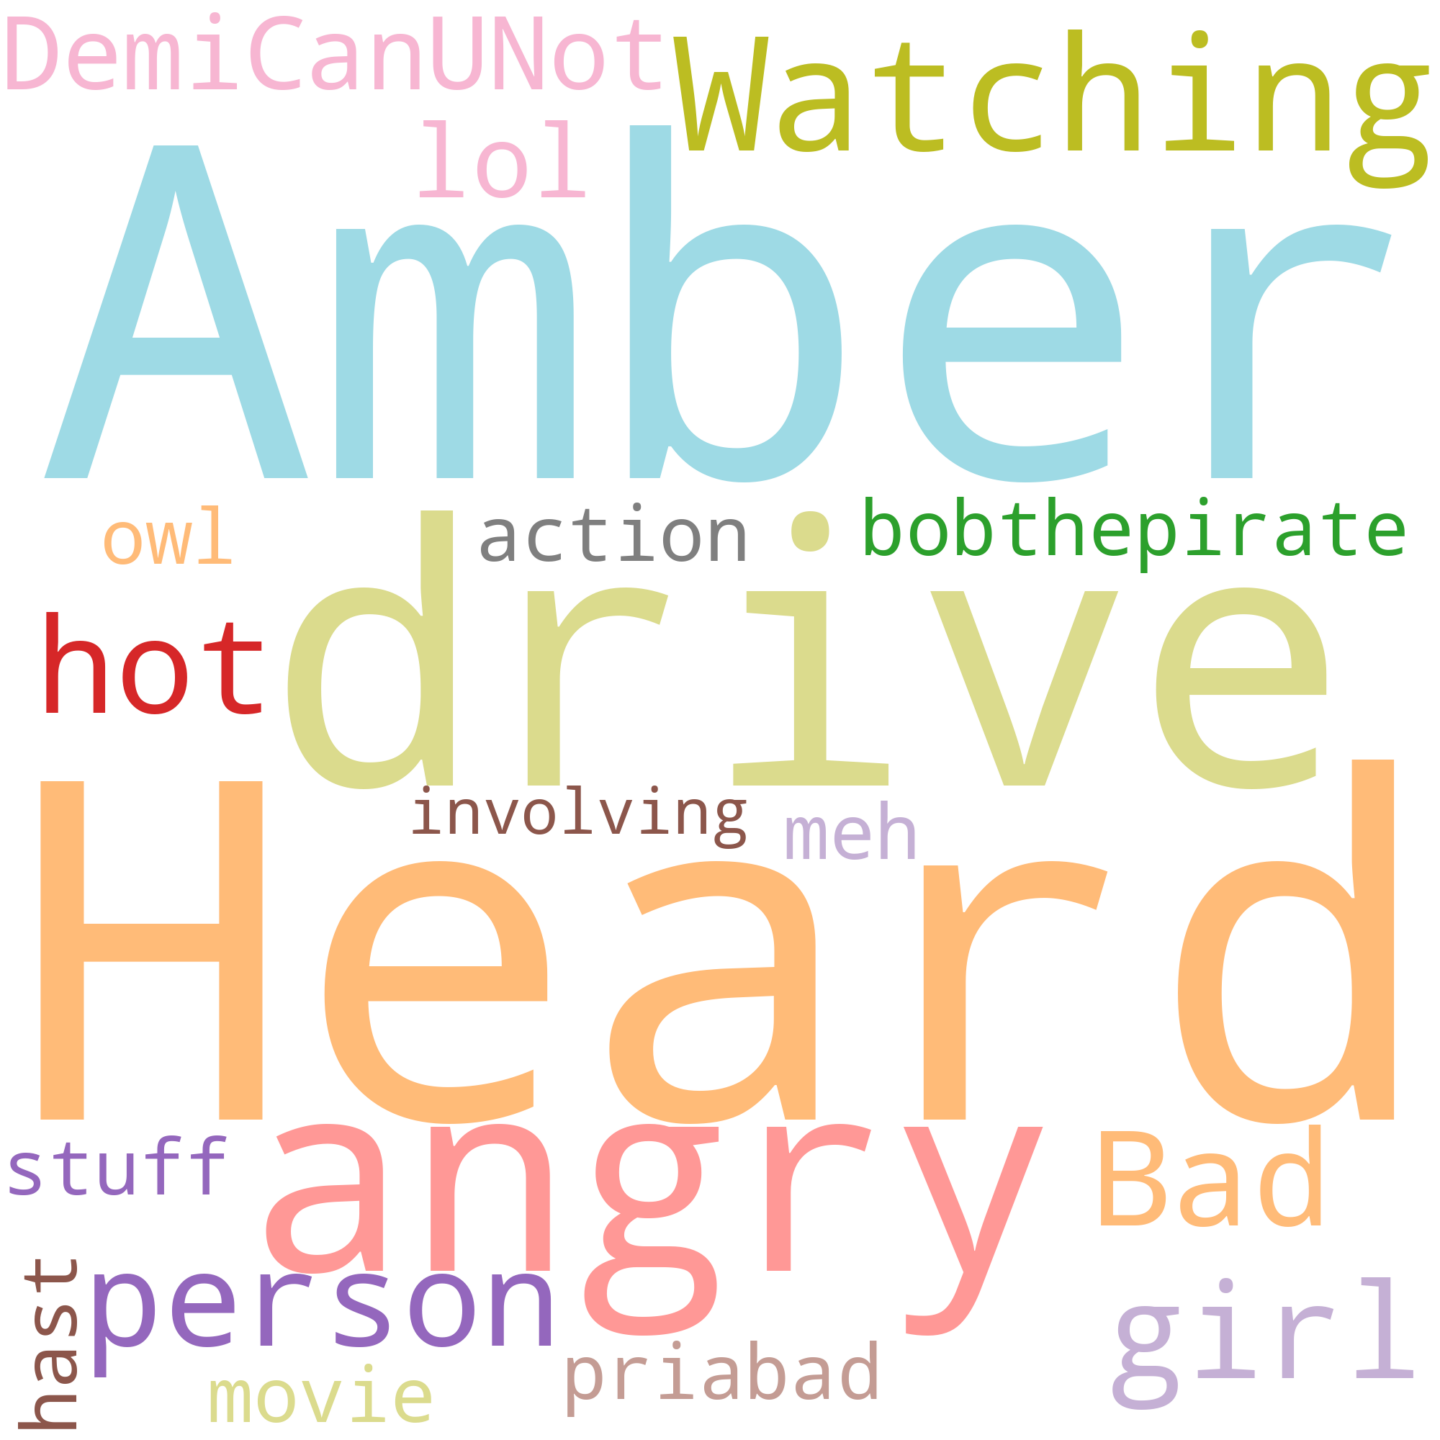 DemiCanUNot
Watching
lol
Amber
owl
action
bobthepirate
hot
drive
involving
meh
Heard
stuff
angry
Bad
hast
person
girl
movie
priabad